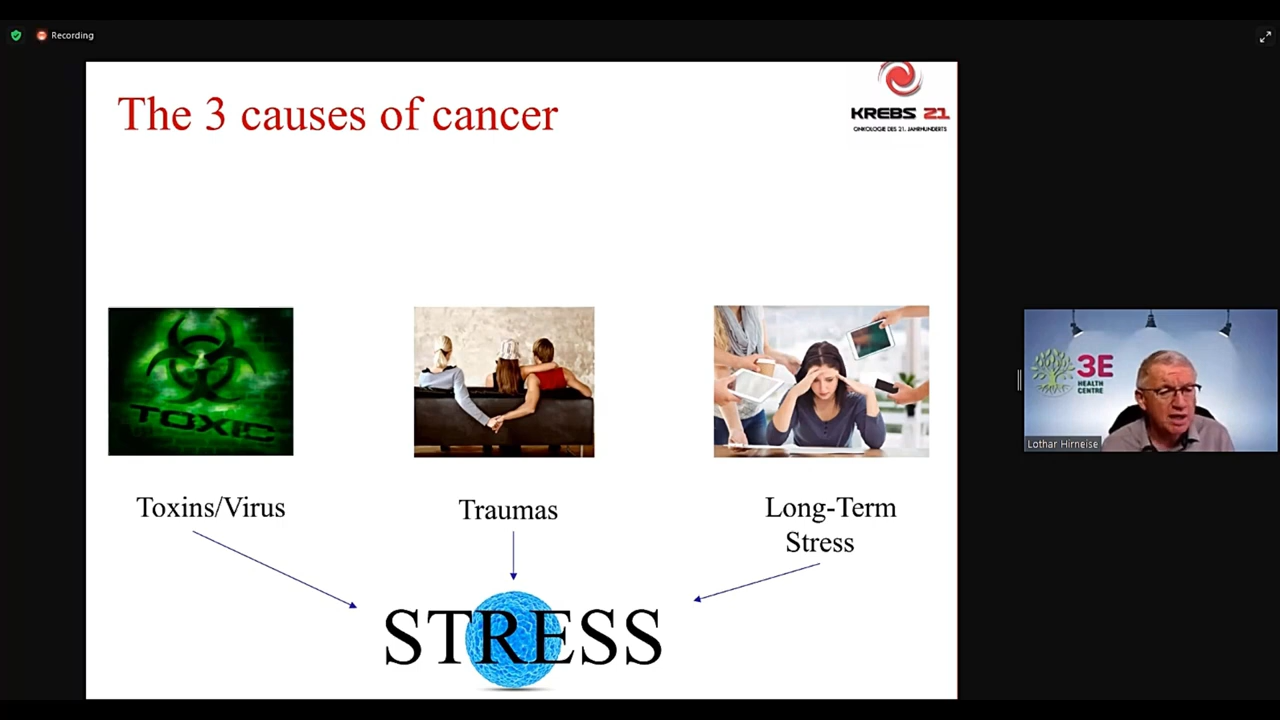 Recording
The 3 causes of cancer
KREBS 21
ONKOLOGIE DES 21. JAHRHUNDERTS
TOXIC
3E
HEALTH
CENTRE
Lothar Hirneise
Toxins/Virus
Traumas
Long-Term
Stress
STRESS